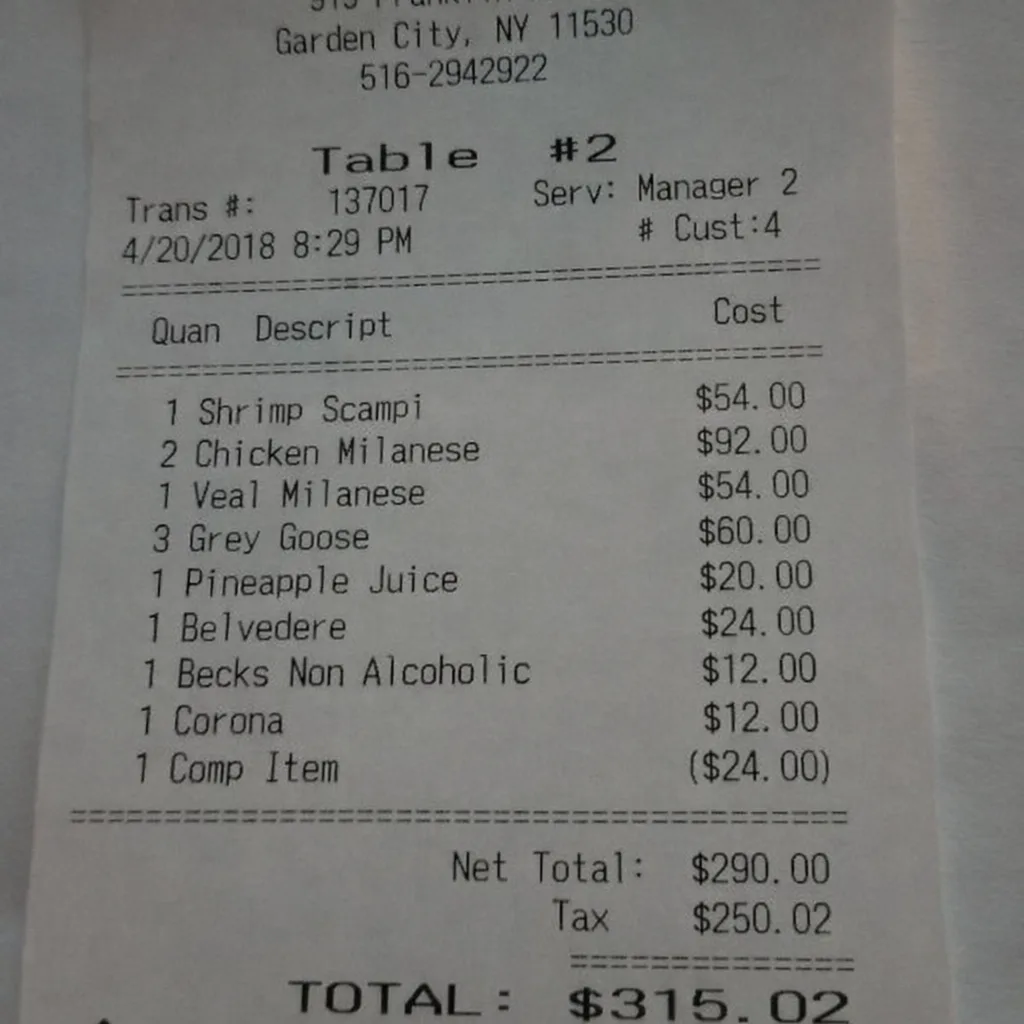 Garden City, NY 11530
516-2942922
Table #2
Trans #: 137017 Serv: Manager 2
4/20/2018 8:29 PM # Cust:4
Quan Descript Cost
1 Shrimp Scampi $54.00
2 Chicken Milanese $92.00
1 Veal Milanese $54.00
3 Grey Goose $60.00
1 Pineapple Juice $20.00
1 Belvedere $24.00
1 Becks Non Alcoholic $12.00
1 Corona $12.00
1 Comp Item ($24.00)
Net Total: $290.00
Tax $250.02
TOTAL: $315.02